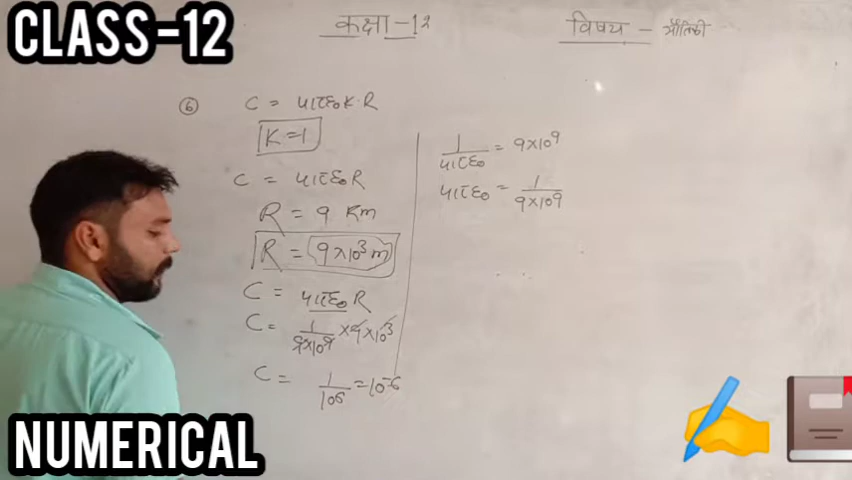 CLASS=12
कक्षा-12
विषय - भौतिकी
⑥ C = 4πε₀K·R
K=1
C = 4πε₀R
R = 9 Km
R = 9×10³m
C = 4πε₀R
C = 1/9×10⁹ × 9×10³
C = 1/10⁶ = 10⁻⁶
1/4πε₀ = 9×10⁹
4πε₀ = 1/9×10⁹
NUMERICAL